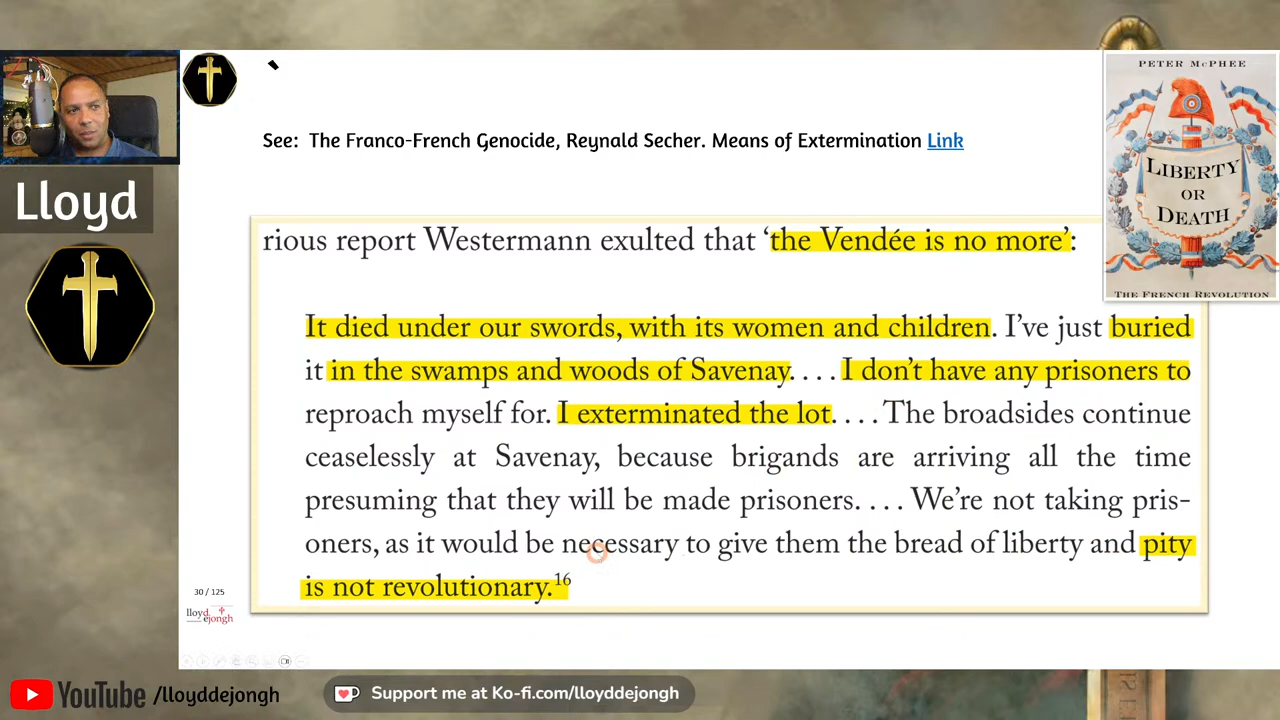 See: The Franco-French Genocide, Reynald Secher. Means of Extermination Link
PETER McPHEE
LIBERTY
OR
DEATH
THE FRENCH REVOLUTION
Lloyd
rious report Westermann exulted that ‘the Vendée is no more’:
It died under our swords, with its women and children. I’ve just buried
it in the swamps and woods of Savenay. . . . I don’t have any prisoners to
reproach myself for. I exterminated the lot. . . . The broadsides continue
ceaselessly at Savenay, because brigands are arriving all the time
presuming that they will be made prisoners. . . . We’re not taking pris-
oners, as it would be necessary to give them the bread of liberty and pity
is not revolutionary.16
30 / 125
lloyd
dejongh
YouTube /lloyddejongh
Support me at Ko-fi.com/lloyddejongh